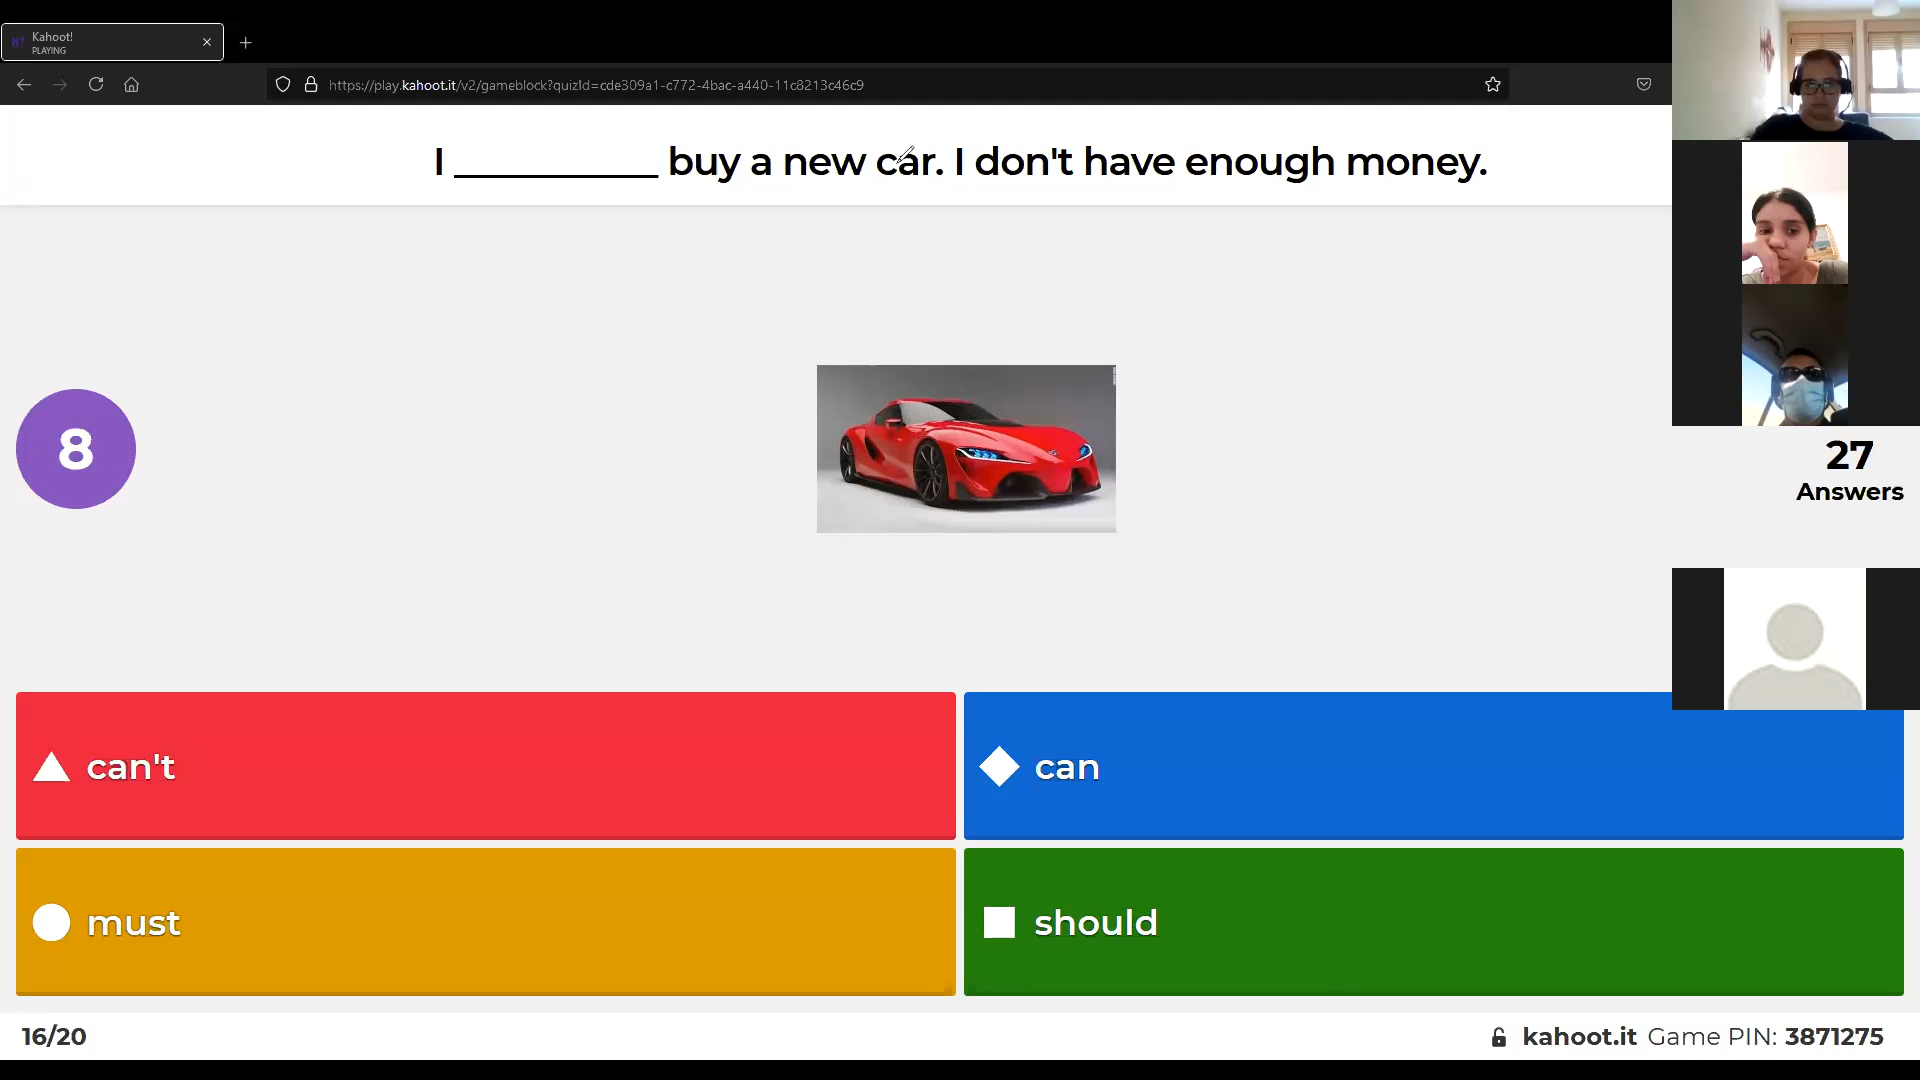 Kahoot!
PLAYING
https://play.kahoot.it/v2/gameblock?quizId=cde309a1-c772-4bac-a440-11c8213c46c9
I __________ buy a new car. I don't have enough money.
8
27
Answers
can't
can
must
should
16/20
kahoot.it Game PIN: 3871275